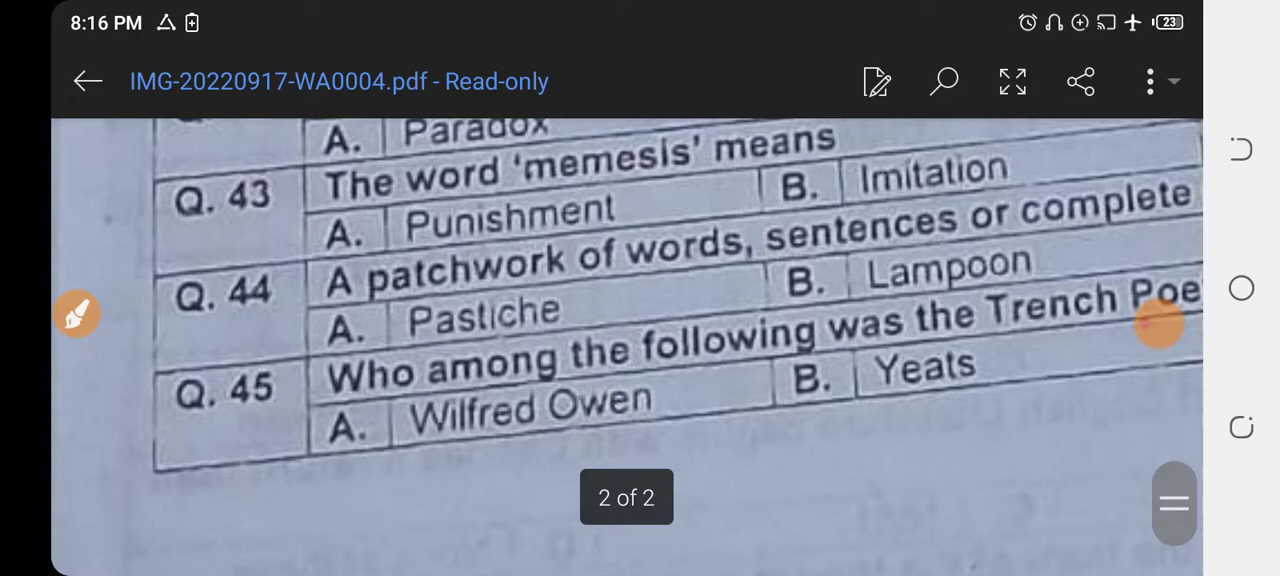 8:16 PM
23
IMG-20220917-WA0004.pdf - Read-only
A. Paradox
Q. 43 The word 'memesis' means
A. Punishment B. Imitation
Q. 44 A patchwork of words, sentences or complete
A. Pastiche B. Lampoon
Q. 45 Who among the following was the Trench Poe
A. Wilfred Owen B. Yeats
2 of 2